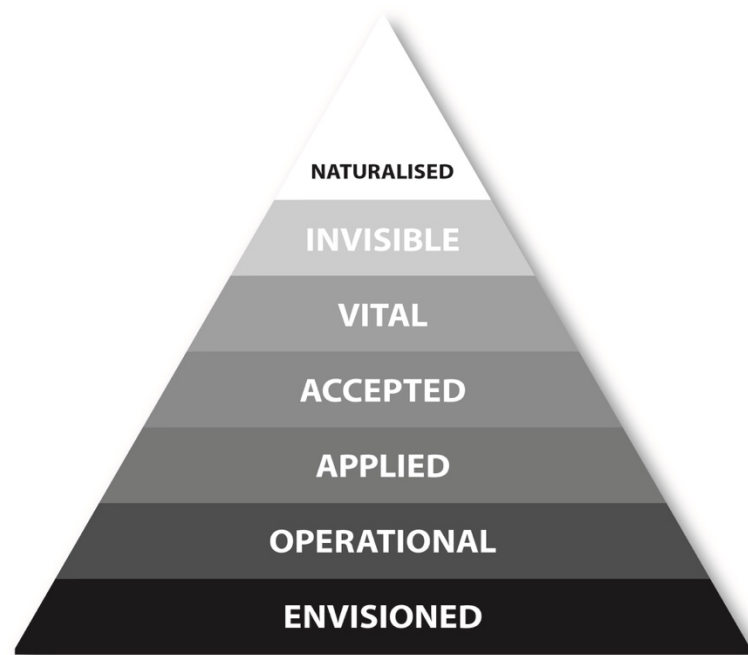 NATURALISED
INVISIBLE
VITAL
ACCEPTED
APPLIED
OPERATIONAL
ENVISIONED